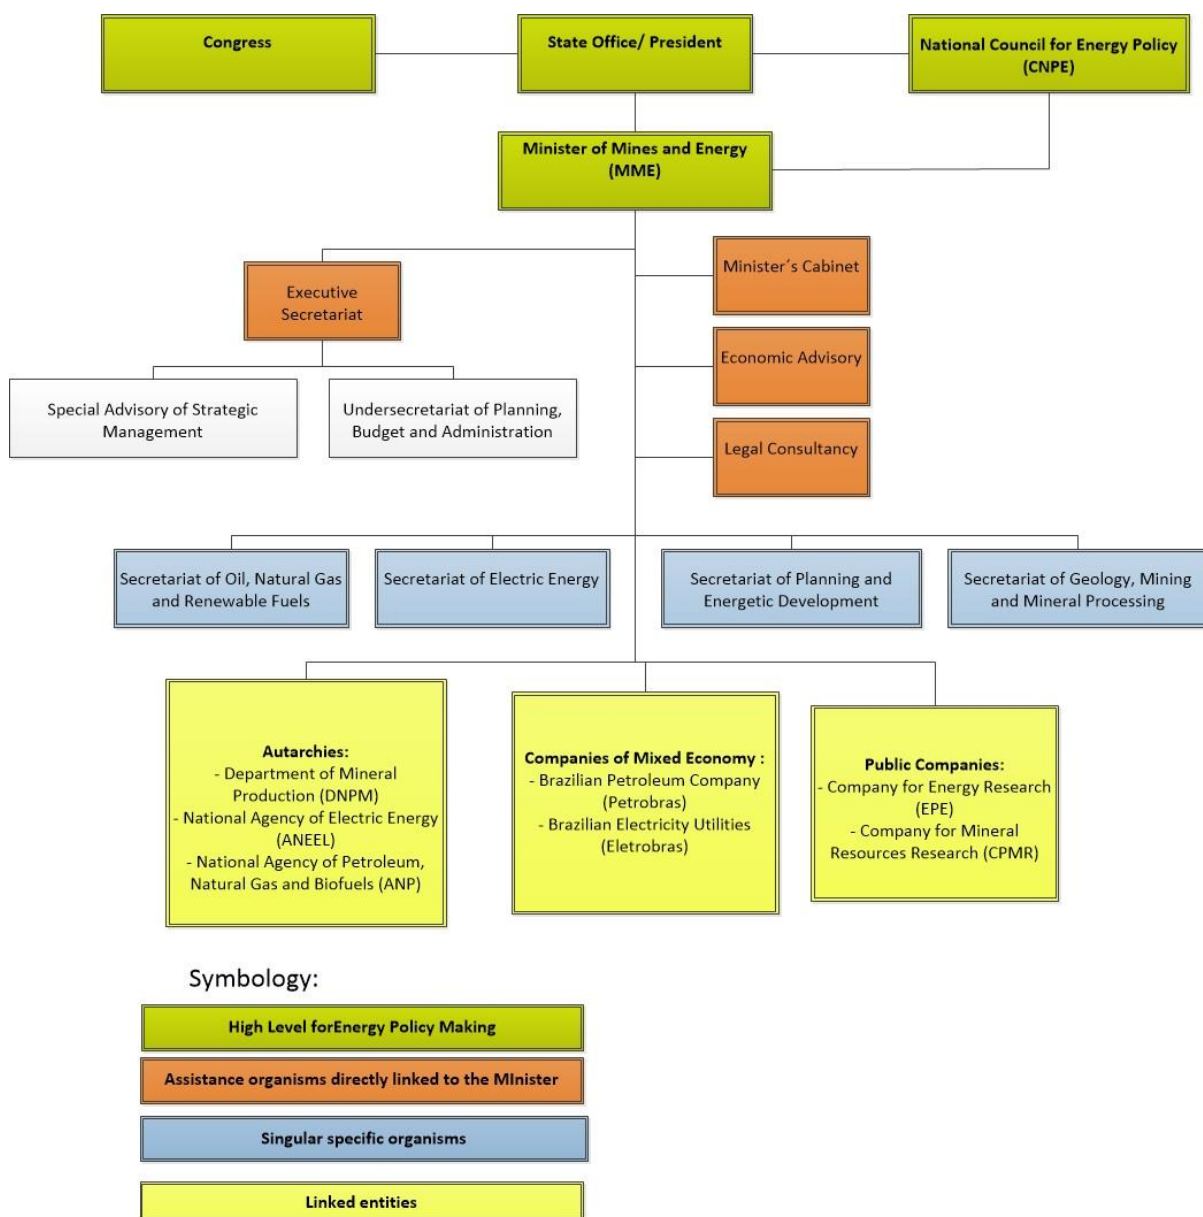 Congress
State Office/ President
National Council for Energy Policy
(CNPE)
Minister of Mines and Energy
(MME)
Executive
Secretariat
Minister´s Cabinet
Economic Advisory
Legal Consultancy
Special Advisory of Strategic
Management
Undersecretariat of Planning,
Budget and Administration
Secretariat of Oil, Natural Gas
and Renewable Fuels
Secretariat of Electric Energy
Secretariat of Planning and
Energetic Development
Secretariat of Geology, Mining
and Mineral Processing
Autarchies:
- Department of Mineral
Production (DNPM)
- National Agency of Electric Energy
(ANEEL)
- National Agency of Petroleum,
Natural Gas and Biofuels (ANP)
Companies of Mixed Economy :
- Brazilian Petroleum Company
(Petrobras)
- Brazilian Electricity Utilities
(Eletrobras)
Public Companies:
- Company for Energy Research
(EPE)
- Company for Mineral
Resources Research (CPMR)
Symbology:
High Level forEnergy Policy Making
Assistance organisms directly linked to the MInister
Singular specific organisms
Linked entities